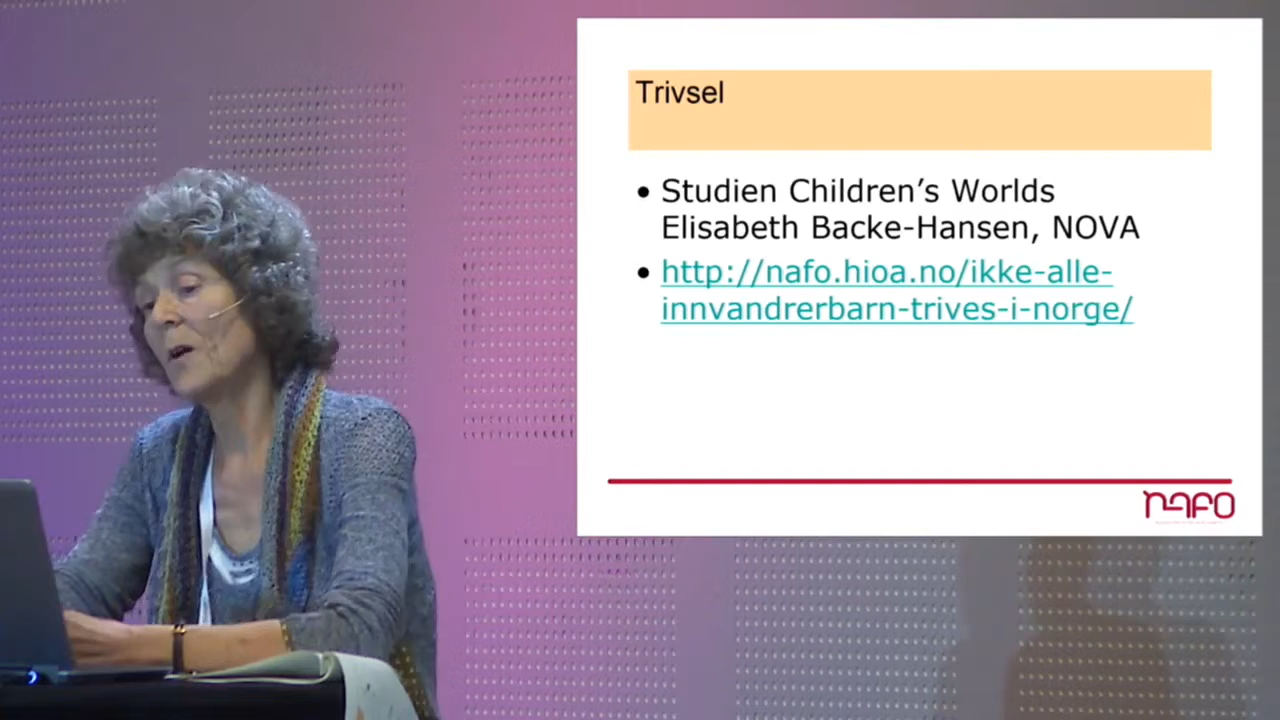 Trivsel
• Studien Children’s Worlds
Elisabeth Backe-Hansen, NOVA
• http://nafo.hioa.no/ikke-alle-
innvandrerbarn-trives-i-norge/
NAFO